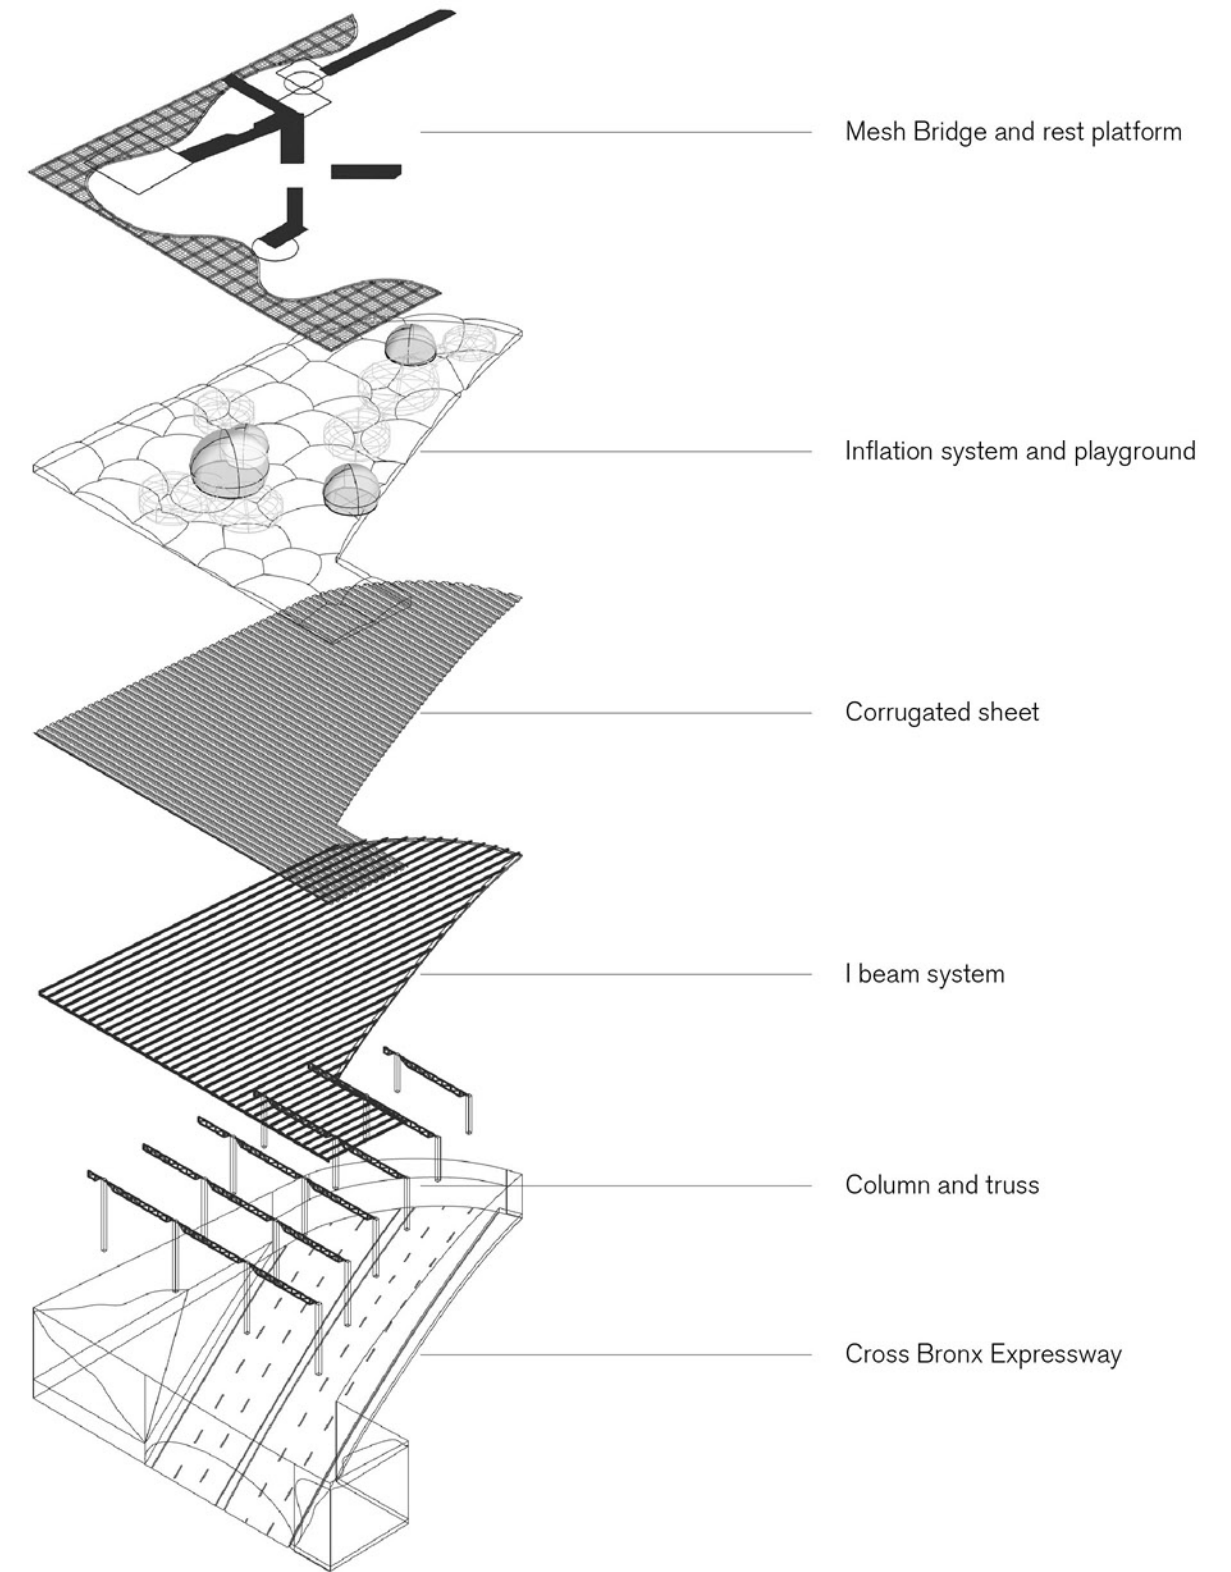 Mesh Bridge and rest platform
Inflation system and playground
Corrugated sheet
I beam system
Column and truss
Cross Bronx Expressway